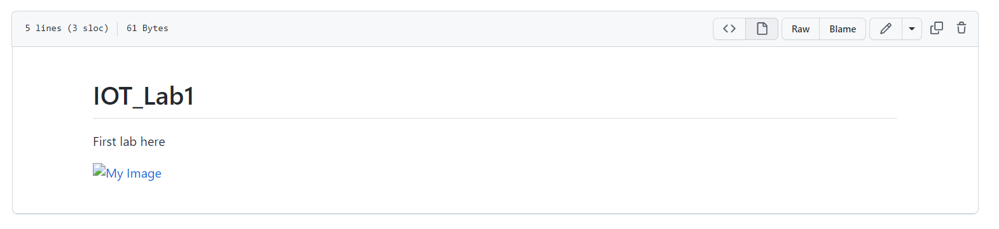 5 lines (3 sloc) 61 Bytes Raw Blame
IOT_Lab1
First lab here
My Image